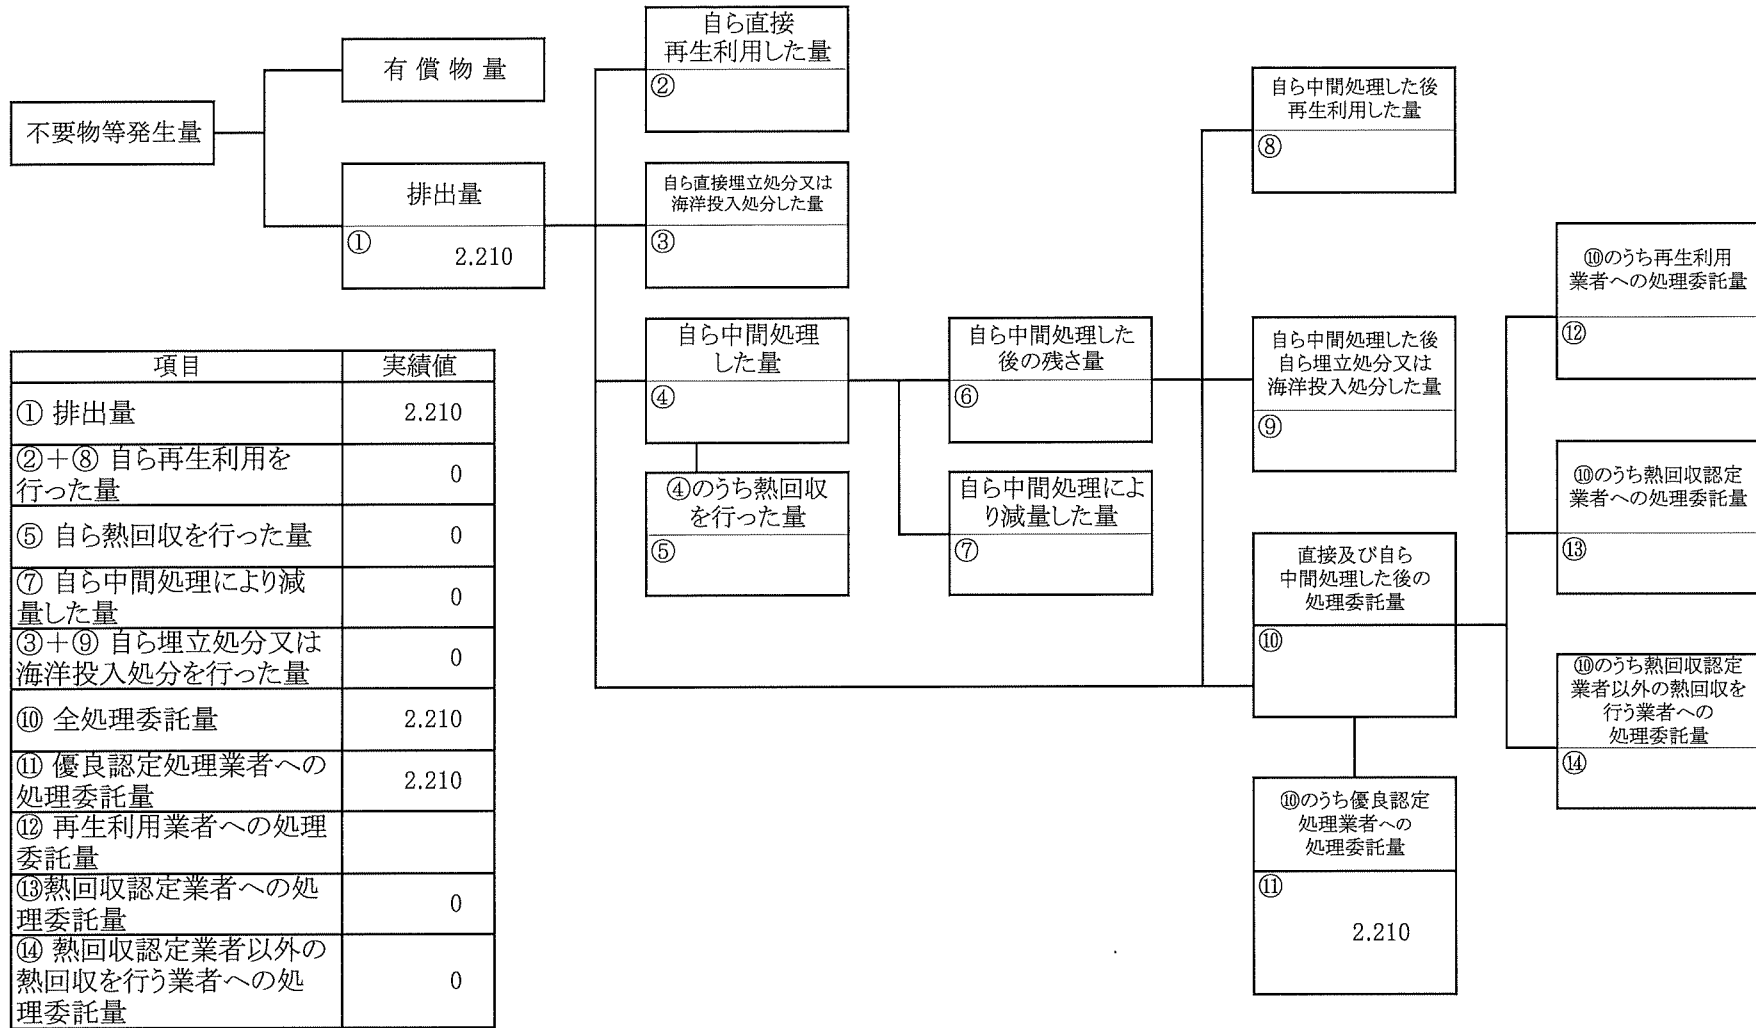 不要物等発生量
有償物量
排出量
①
2.210
自ら直接
再生利用した量
②
自ら直接埋立処分又は
海洋投入処分した量
③
自ら中間処理
した量
④
④のうち熱回収
を行った量
⑤
自ら中間処理した
後の残さ量
⑥
自ら中間処理によ
り減量した量
⑦
自ら中間処理した後
再生利用した量
⑧
自ら中間処理した後
自ら埋立処分又は
海洋投入処分した量
⑨
直接及び自ら
中間処理した後の
処理委託量
⑩
⑩のうち優良認定
処理業者への
処理委託量
⑪
2.210
⑩のうち再生利用
業者への処理委託量
⑫
⑩のうち熱回収認定
業者への処理委託量
⑬
⑩のうち熱回収認定
業者以外の熱回収を
行う業者への
処理委託量
⑭
項目 実績値
① 排出量 2.210
②+⑧ 自ら再生利用を
行った量 0
⑤ 自ら熱回収を行った量 0
⑦ 自ら中間処理により減
量した量 0
③+⑨ 自ら埋立処分又は
海洋投入処分を行った量 0
⑩ 全処理委託量 2.210
⑪ 優良認定処理業者への
処理委託量 2.210
⑫ 再生利用業者への処理
委託量
⑬熱回収認定業者への処
理委託量 0
⑭ 熱回収認定業者以外の
熱回収を行う業者への処
理委託量 0